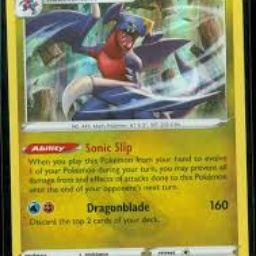 Ability Sonic Slip
When you play this Pokémon from your hand to evolve
1 of your Pokémon during your turn, you may prevent all
damage from and effects of attacks done to this Pokémon
until the end of your opponent's next turn.
Dragonblade 160
Discard the top 2 cards of your deck.